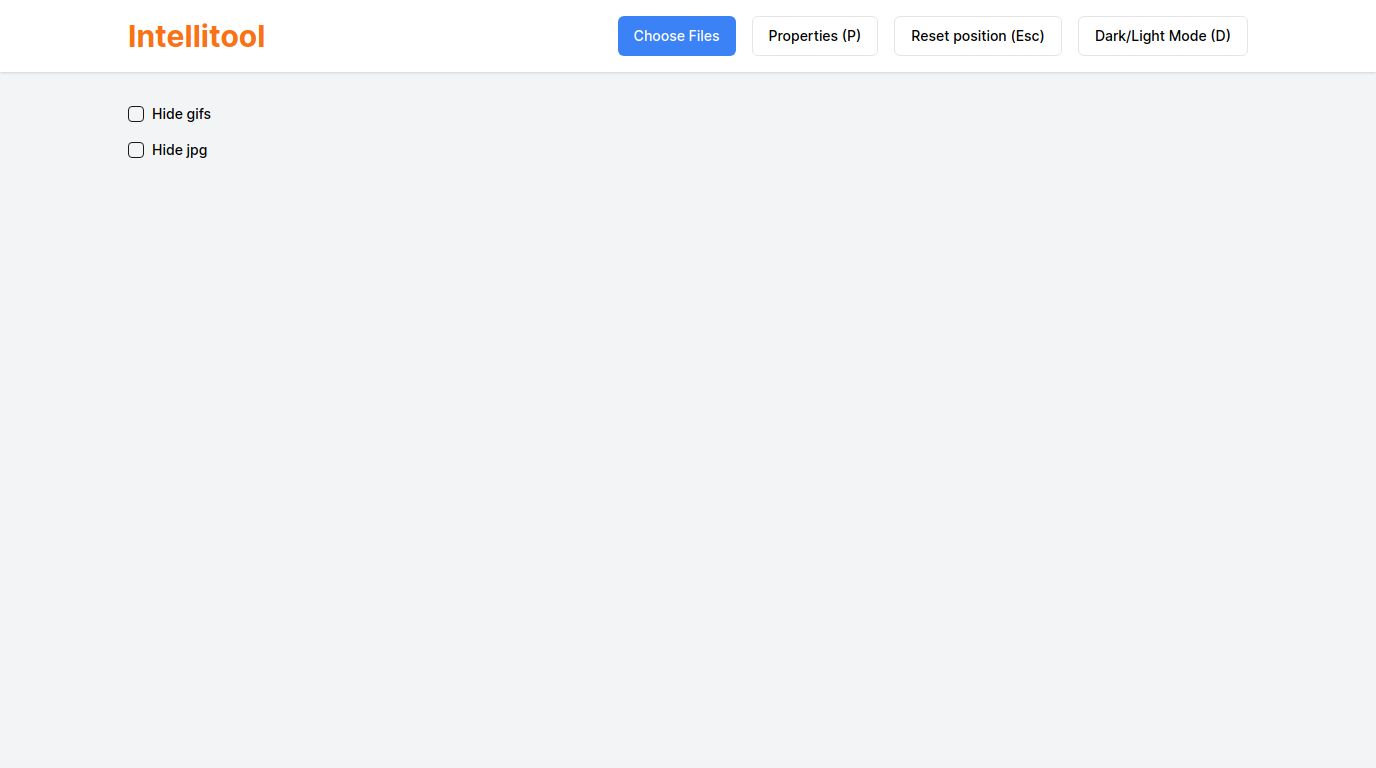 Intellitool
Choose Files
Properties (P)
Reset position (Esc)
Dark/Light Mode (D)
Hide gifs
Hide jpg